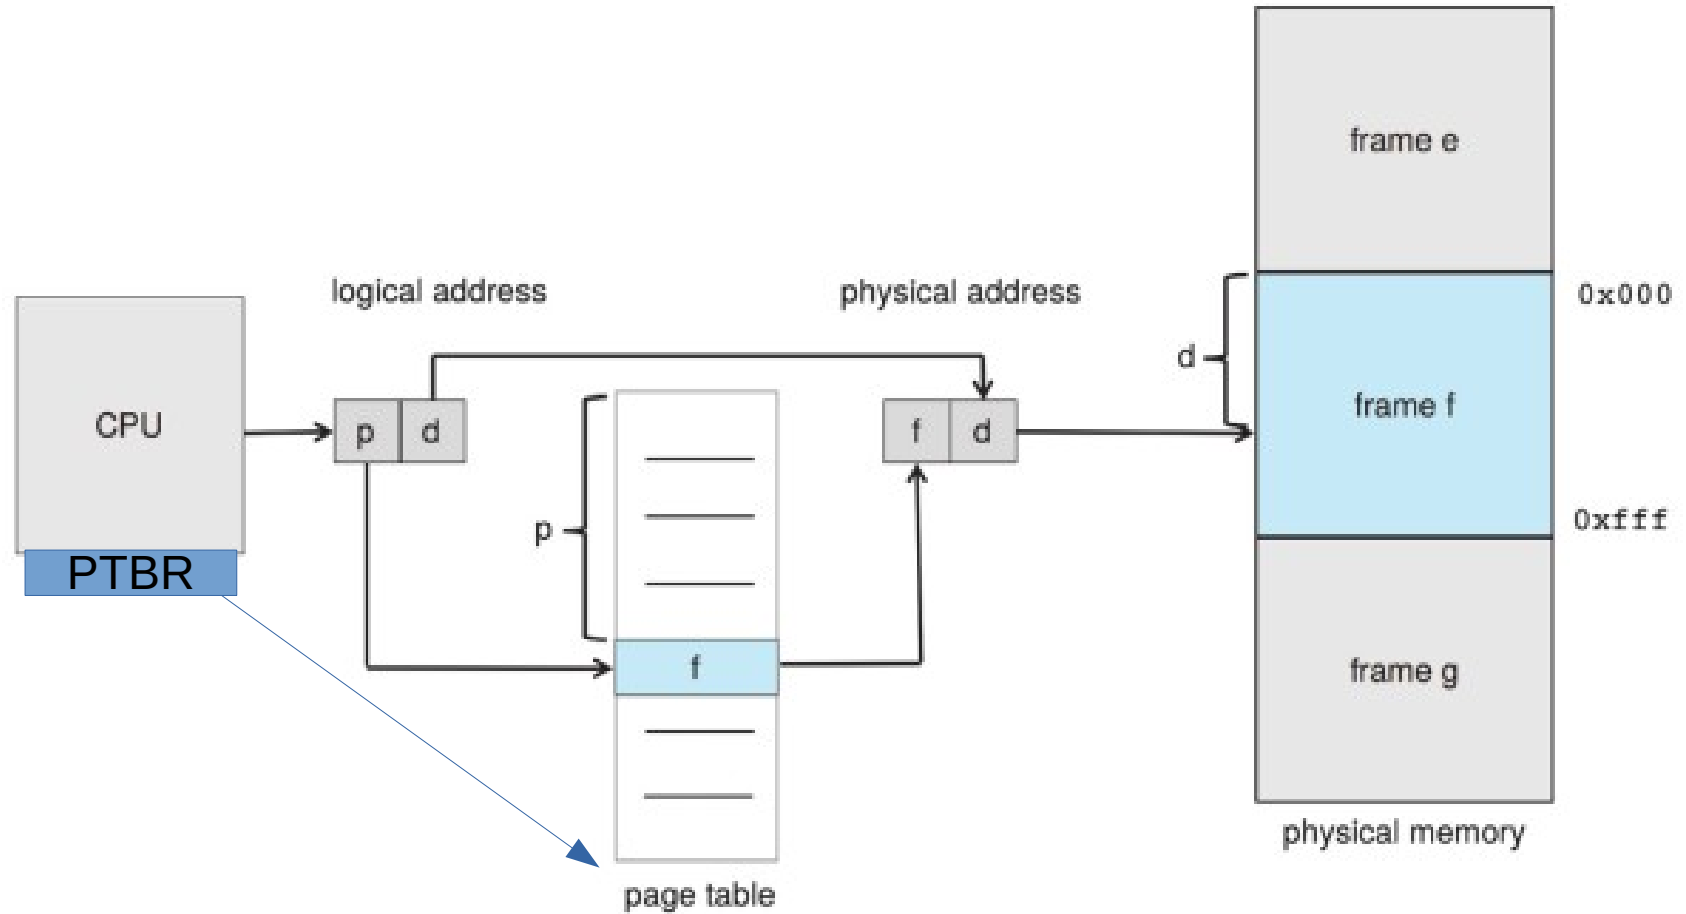 frame e
logical address
physical address
0x000
d
CPU
p
d
f
d
frame f
p
0xfff
PTBR
f
frame g
physical memory
page table